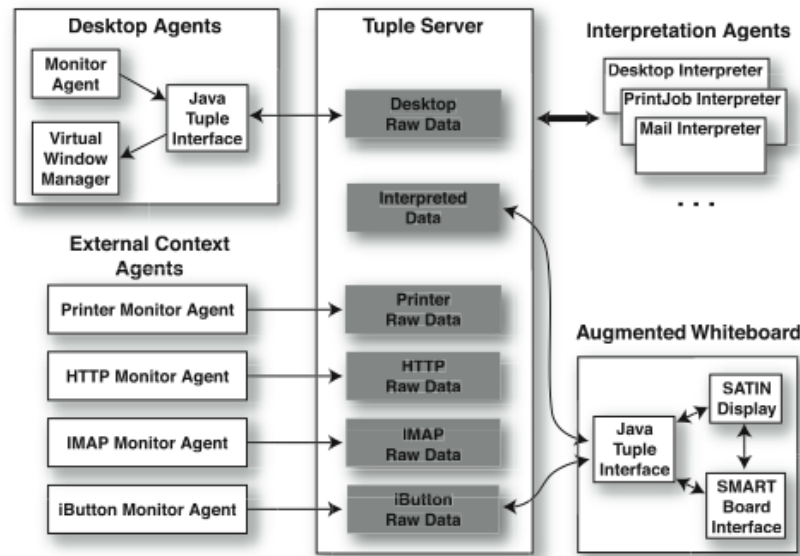 Desktop Agents
Monitor
Agent
Java
Tuple
Interface
Virtual
Window
Manager
External Context
Agents
Printer Monitor Agent
HTTP Monitor Agent
IMAP Monitor Agent
iButton Monitor Agent
Tuple Server
Desktop
Raw Data
Interpreted
Data
Printer
Raw Data
HTTP
Raw Data
IMAP
Raw Data
iButton
Raw Data
Interpretation Agents
Desktop Interpreter
PrintJob Interpreter
Mail Interpreter
. . .
Augmented Whiteboard
Java
Tuple
Interface
SATIN
Display
SMART
Board
Interface